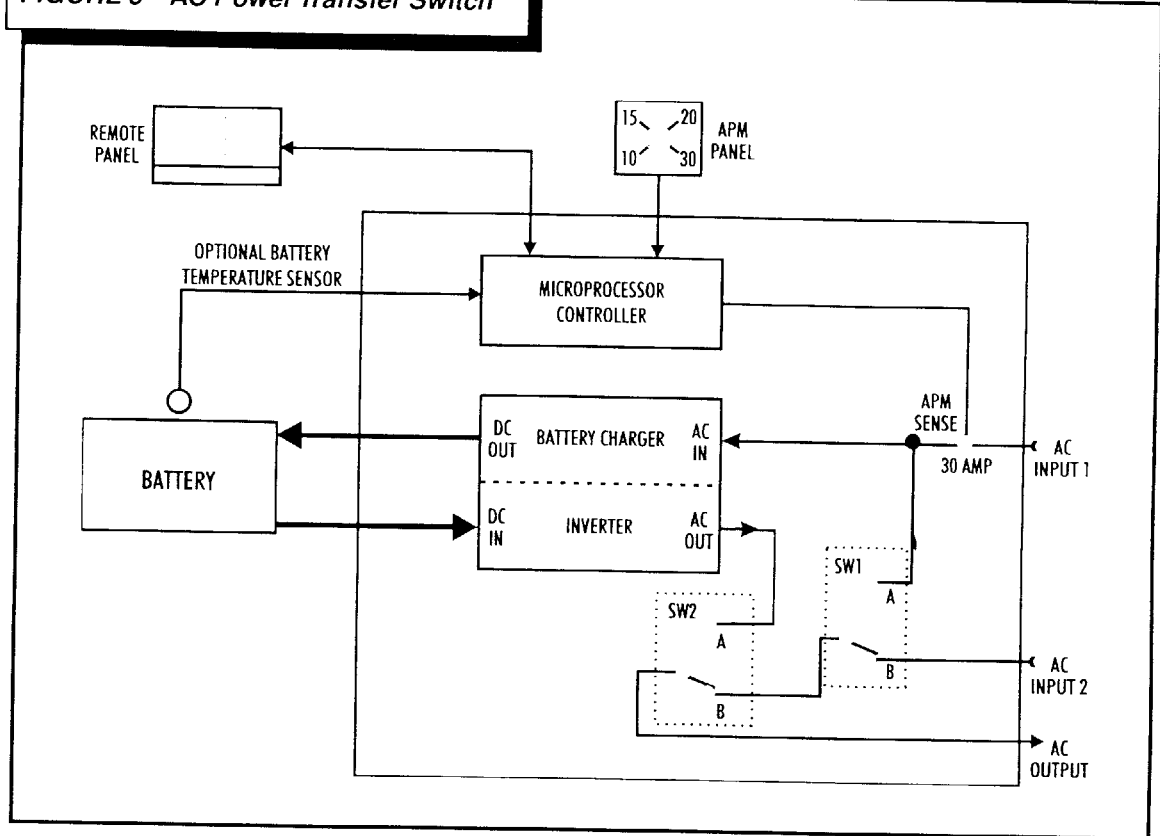 FIGURE 3 AC Power Transfer Switch
REMOTE
PANEL
15
20
10
30
APM
PANEL
OPTIONAL BATTERY
TEMPERATURE SENSOR
MICROPROCESSOR
CONTROLLER
BATTERY
DC
OUT
BATTERY CHARGER
AC
IN
DC
IN
INVERTER
AC
OUT
APM
SENSE
30 AMP
AC
INPUT 1
SW1
A
B
SW2
A
B
AC
INPUT 2
AC
OUTPUT